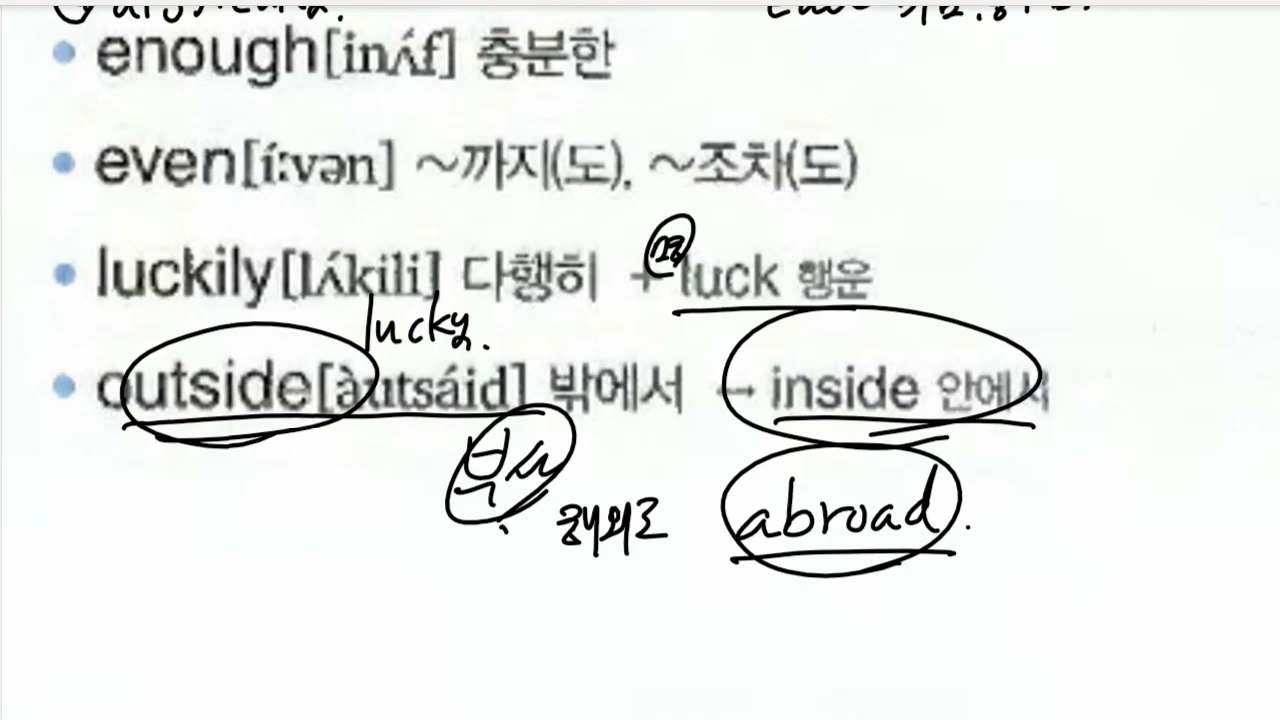 enough[inʌ́f] 충분한
even[íːvən] ~까지(도), ~조차(도)
luckily[lʌ́kili] 다행히 + luck 행운
lucky.
outside[àutsáid] 밖에서 ↔ inside 안에서
부사
해외로 abroad.